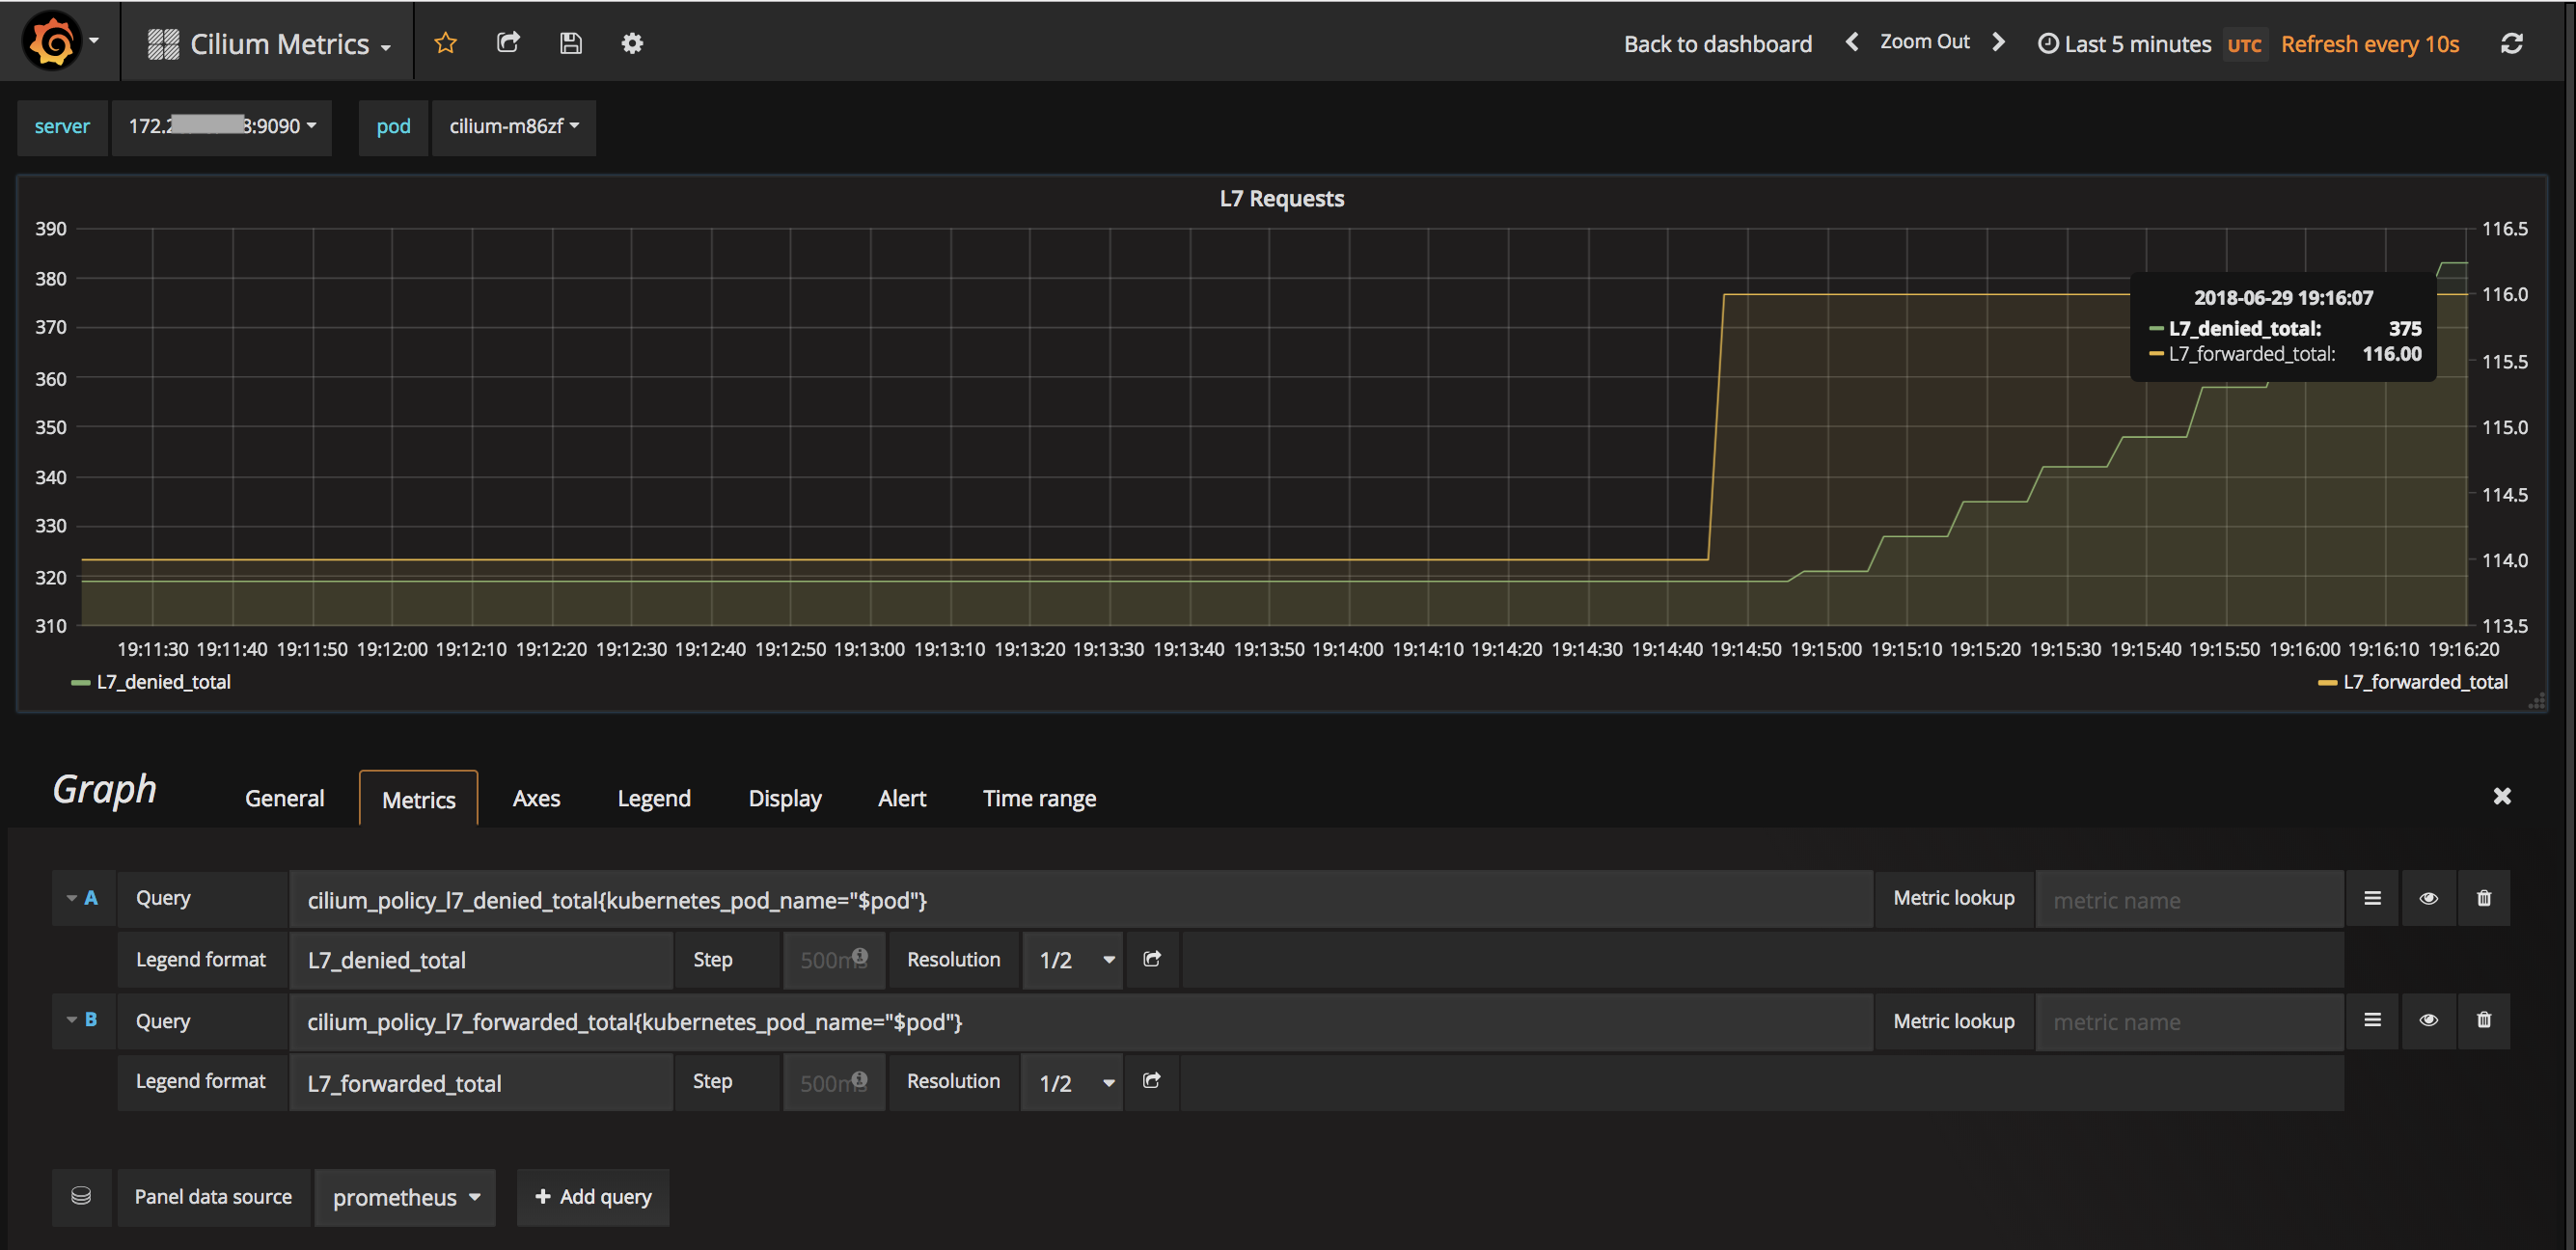 Cilium Metrics Back to dashboard Zoom Out Last 5 minutes UTC Refresh every 10s
server 172.2 8:9090 pod cilium-m86zf
L7 Requests
390 116.5
380
2018-06-29 19:16:07 116.0
370 L7_denied_total: 375
L7_forwarded_total: 116.00 115.5
360
350 115.0
340 114.5
330
114.0
320
310 113.5
19:11:30 19:11:40 19:11:50 19:12:00 19:12:10 19:12:20 19:12:30 19:12:40 19:12:50 19:13:00 19:13:10 19:13:20 19:13:30 19:13:40 19:13:50 19:14:00 19:14:10 19:14:20 19:14:30 19:14:40 19:14:50 19:15:00 19:15:10 19:15:20 19:15:30 19:15:40 19:15:50 19:16:00 19:16:10 19:16:20
L7_denied_total L7_forwarded_total
Graph General Metrics Axes Legend Display Alert Time range
A Query cilium_policy_l7_denied_total{kubernetes_pod_name="$pod"} Metric lookup metric name
Legend format L7_denied_total Step 500ms Resolution 1/2
B Query cilium_policy_l7_forwarded_total{kubernetes_pod_name="$pod"} Metric lookup metric name
Legend format L7_forwarded_total Step 500ms Resolution 1/2
Panel data source prometheus + Add query